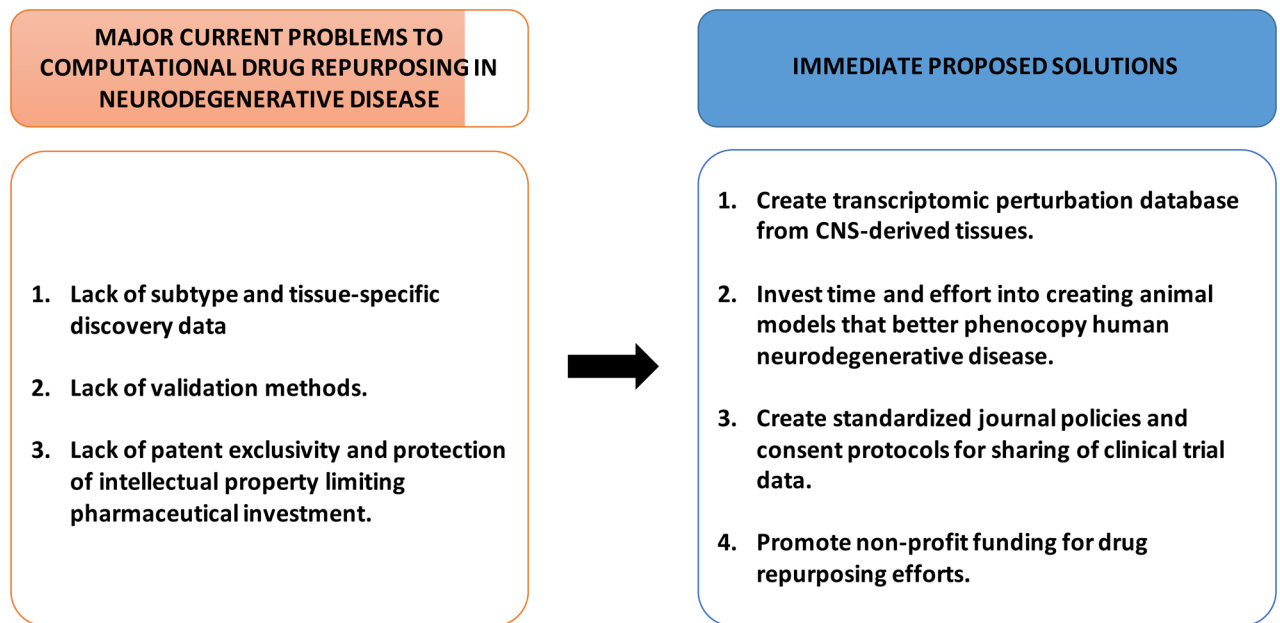 MAJOR CURRENT PROBLEMS TO
COMPUTATIONAL DRUG REPURPOSING IN
NEURODEGENERATIVE DISEASE
1. Lack of subtype and tissue-specific
discovery data
2. Lack of validation methods.
3. Lack of patent exclusivity and protection
of intellectual property limiting
pharmaceutical investment.
IMMEDIATE PROPOSED SOLUTIONS
1. Create transcriptomic perturbation database
from CNS-derived tissues.
2. Invest time and effort into creating animal
models that better phenocopy human
neurodegenerative disease.
3. Create standardized journal policies and
consent protocols for sharing of clinical trial
data.
4. Promote non-profit funding for drug
repurposing efforts.